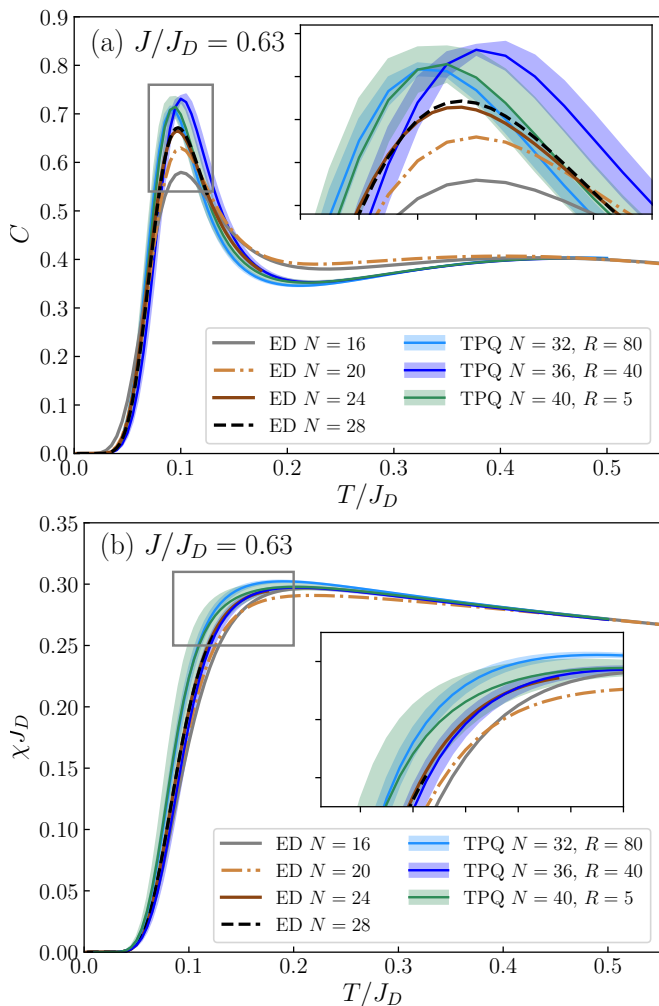 (a) J/J_D = 0.63
C
0.9
0.8
0.7
0.6
0.5
0.4
0.3
0.2
0.1
0.0
ED N = 16
ED N = 20
ED N = 24
ED N = 28
TPQ N = 32, R = 80
TPQ N = 36, R = 40
TPQ N = 40, R = 5
0.0 0.1 0.2 0.3 0.4 0.5
T/J_D
(b) J/J_D = 0.63
χJ_D
0.35
0.30
0.25
0.20
0.15
0.10
0.05
0.00
ED N = 16
ED N = 20
ED N = 24
ED N = 28
TPQ N = 32, R = 80
TPQ N = 36, R = 40
TPQ N = 40, R = 5
0.0 0.1 0.2 0.3 0.4 0.5
T/J_D